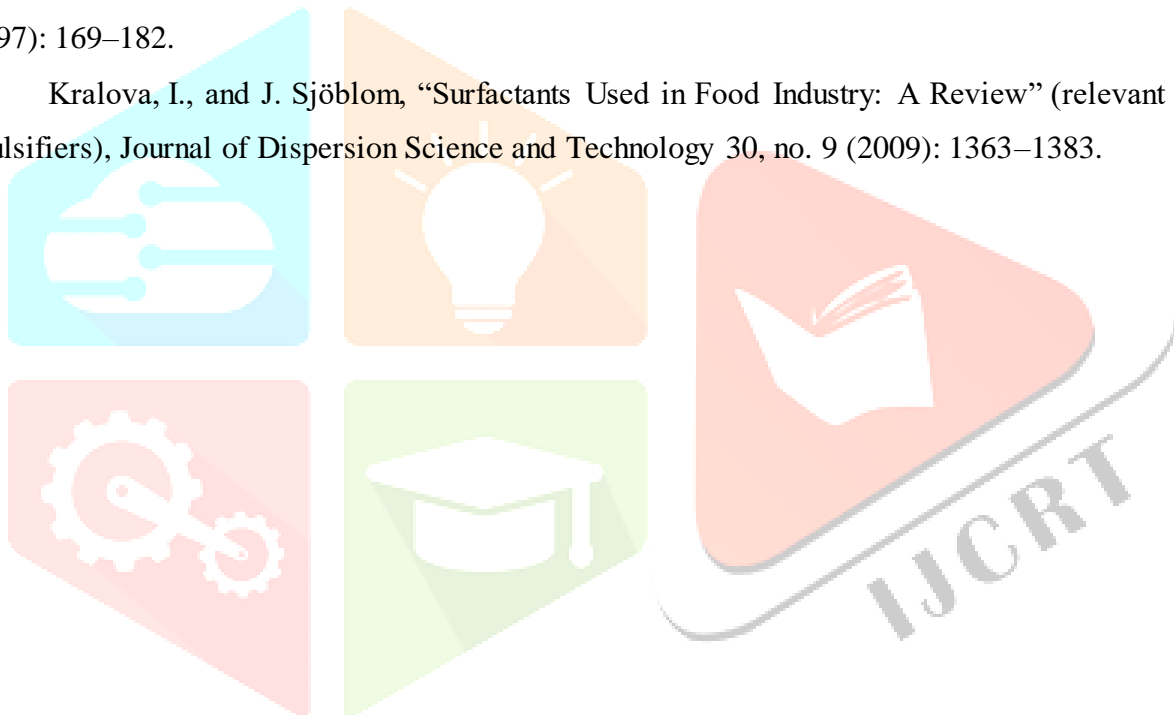 97): 169–182.
Kralova, I., and J. Sjöblom, “Surfactants Used in Food Industry: A Review” (relevant
ulsifiers), Journal of Dispersion Science and Technology 30, no. 9 (2009): 1363–1383.
IJCRT